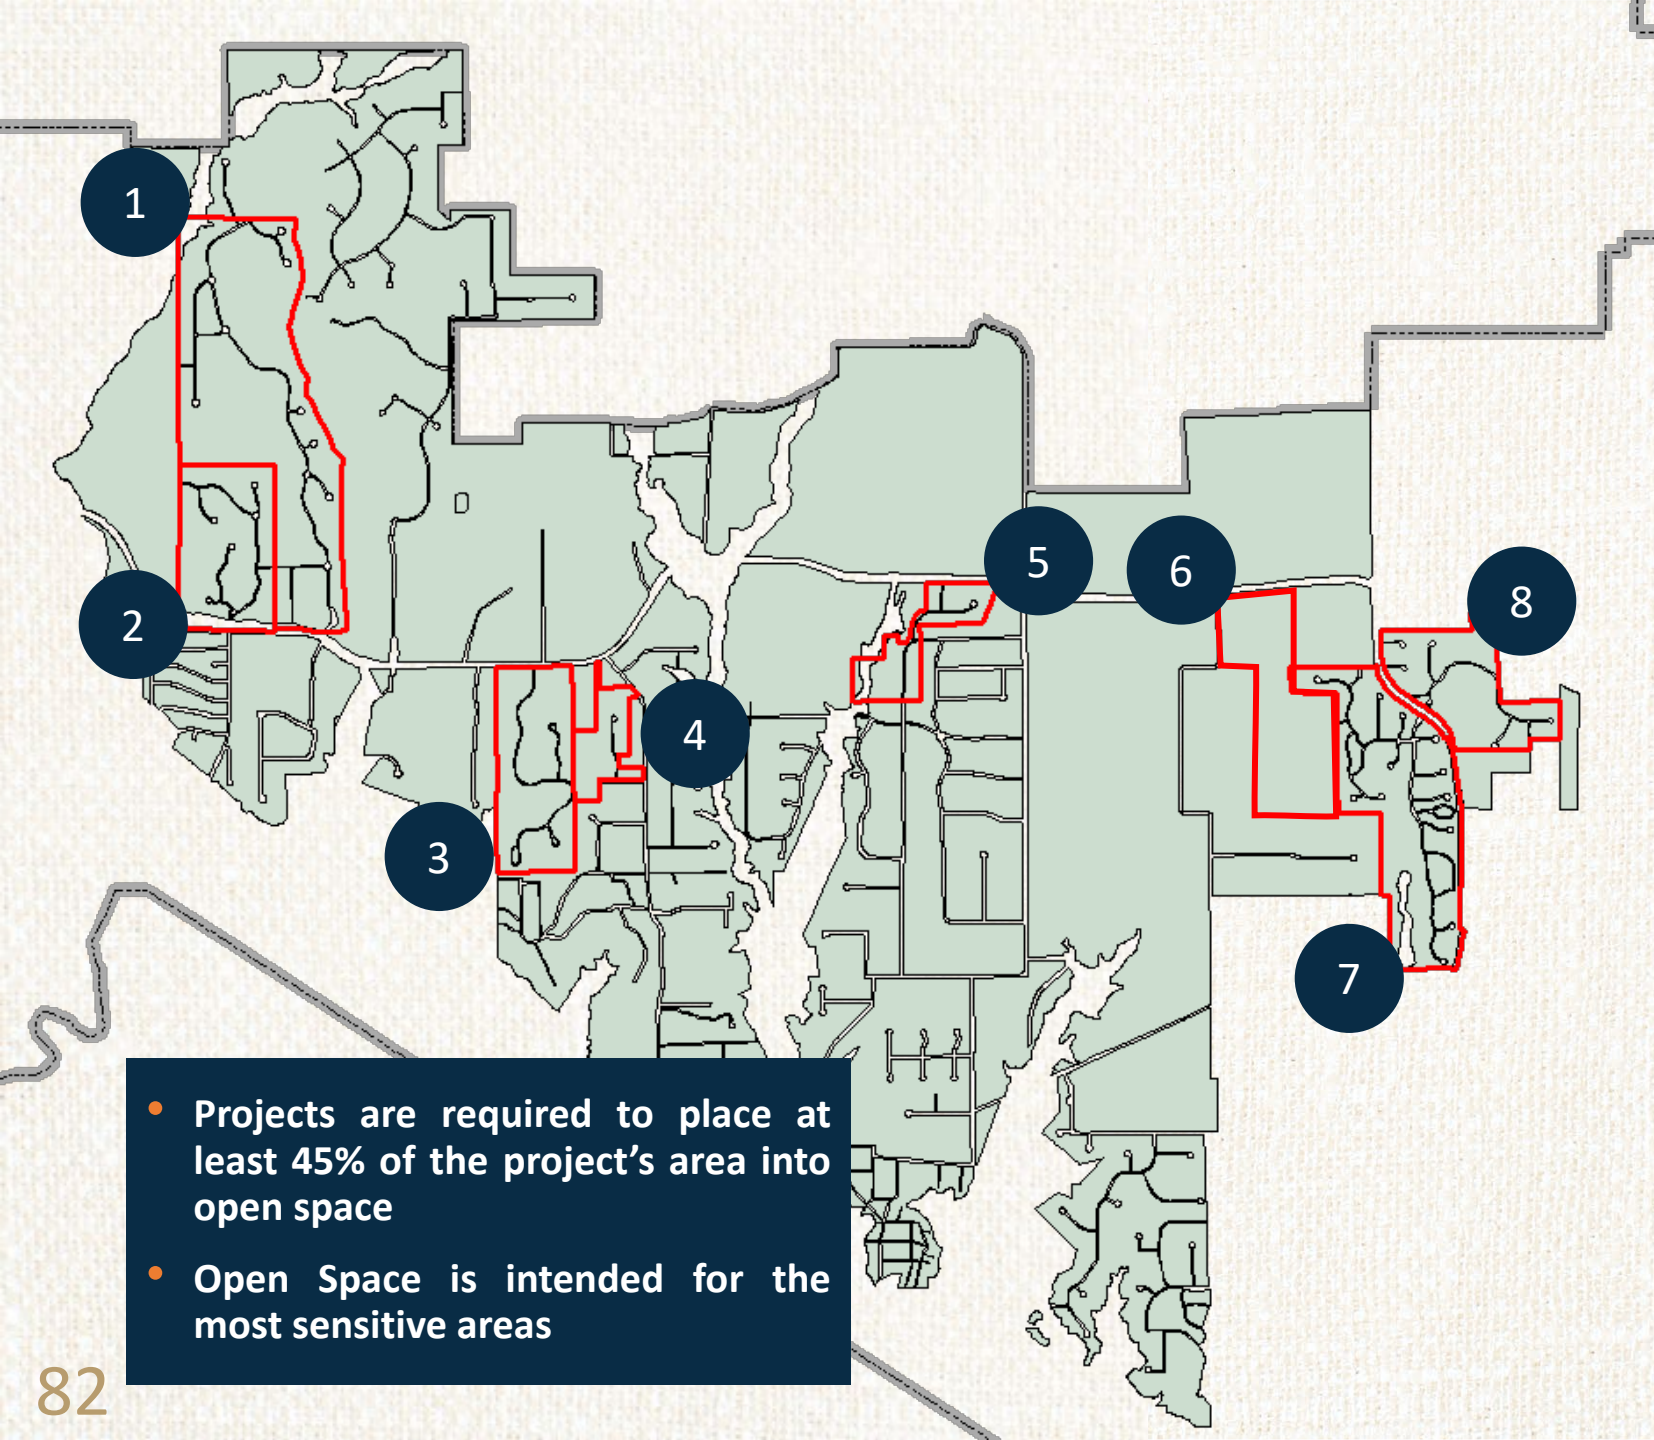 1
2
3
4
5
6
7
8
• Projects are required to place at
least 45% of the project’s area into
open space
• Open Space is intended for the
most sensitive areas
82